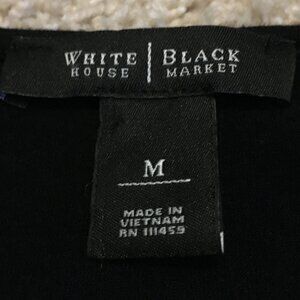 WHITE | BLACK
HOUSE | MARKET
M
MADE IN
VIETNAM
RN 111459